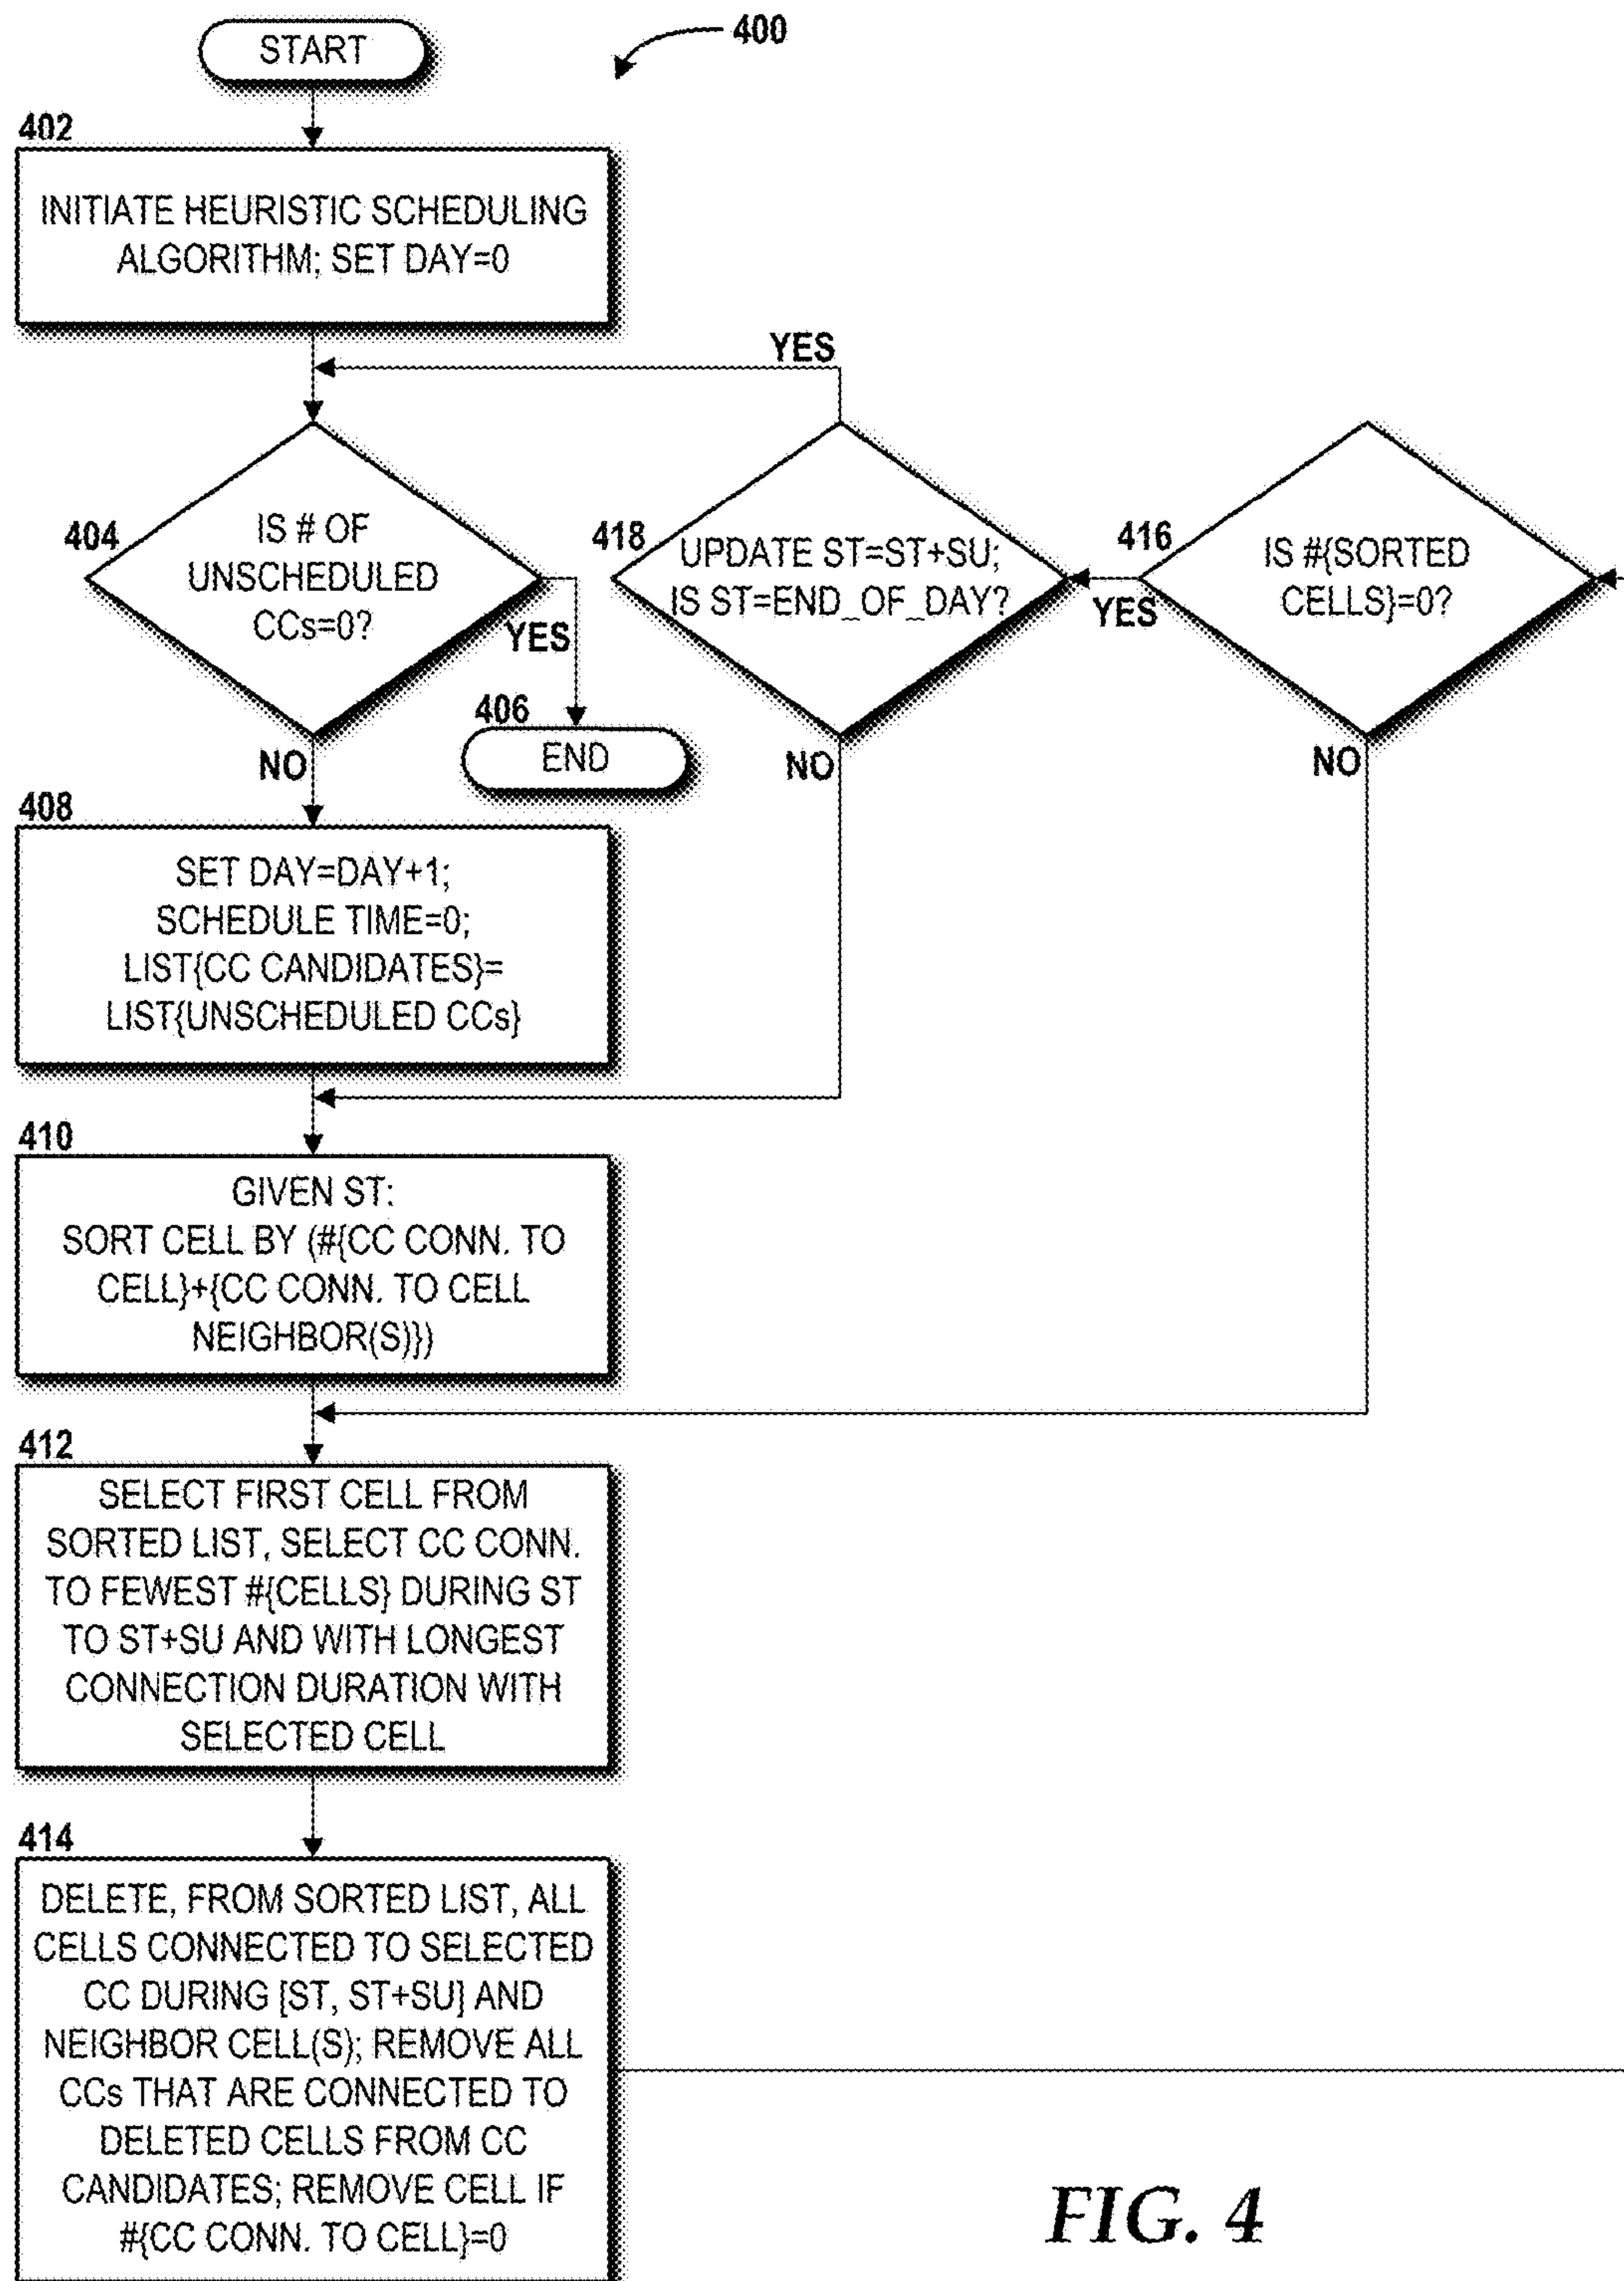 START
400
402
INITIATE HEURISTIC SCHEDULING
ALGORITHM; SET DAY=0
YES
404
IS # OF
UNSCHEDULED
CCs=0?
YES
NO
406
END
418
UPDATE ST=ST+SU;
IS ST=END_OF_DAY?
NO
416
IS #{SORTED
CELLS}=0?
YES
NO
408
SET DAY=DAY+1;
SCHEDULE TIME=0;
LIST{CC CANDIDATES}=
LIST{UNSCHEDULED CCs}
410
GIVEN ST:
SORT CELL BY (#{CC CONN. TO
CELL}+{CC CONN. TO CELL
NEIGHBOR(S)})
412
SELECT FIRST CELL FROM
SORTED LIST, SELECT CC CONN.
TO FEWEST #{CELLS} DURING ST
TO ST+SU AND WITH LONGEST
CONNECTION DURATION WITH
SELECTED CELL
414
DELETE, FROM SORTED LIST, ALL
CELLS CONNECTED TO SELECTED
CC DURING [ST, ST+SU] AND
NEIGHBOR CELL(S); REMOVE ALL
CCs THAT ARE CONNECTED TO
DELETED CELLS FROM CC
CANDIDATES; REMOVE CELL IF
#{CC CONN. TO CELL}=0
FIG. 4